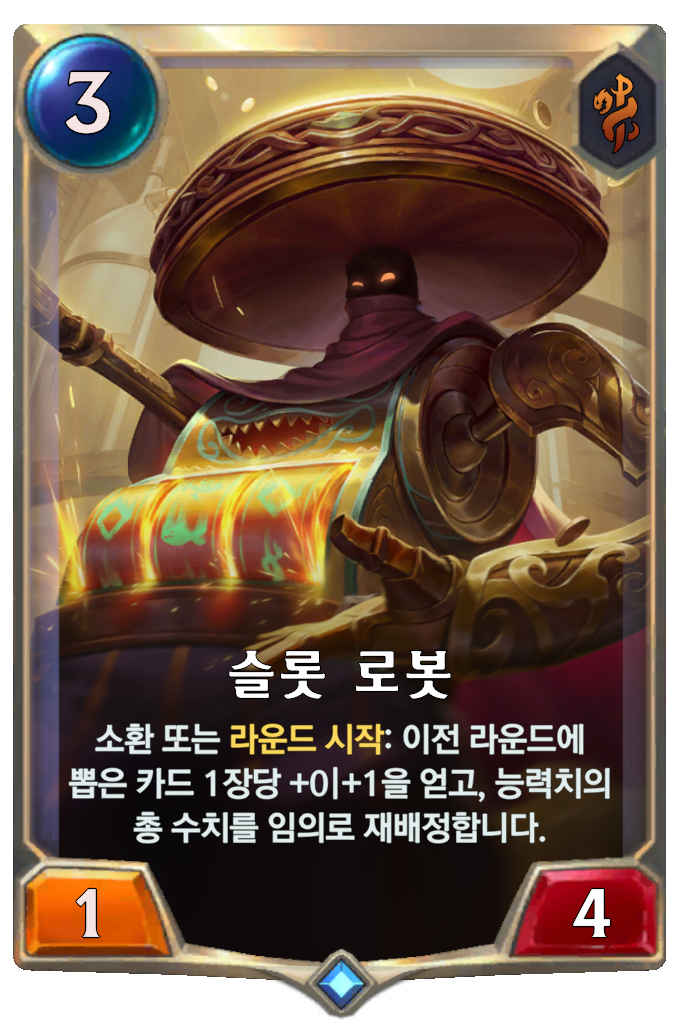 3
슬롯 로봇
소환 또는 라운드 시작: 이전 라운드에
뽑은 카드 1장당 +0|+1을 얻고, 능력치의
총 수치를 임의로 재배정합니다.
1
4